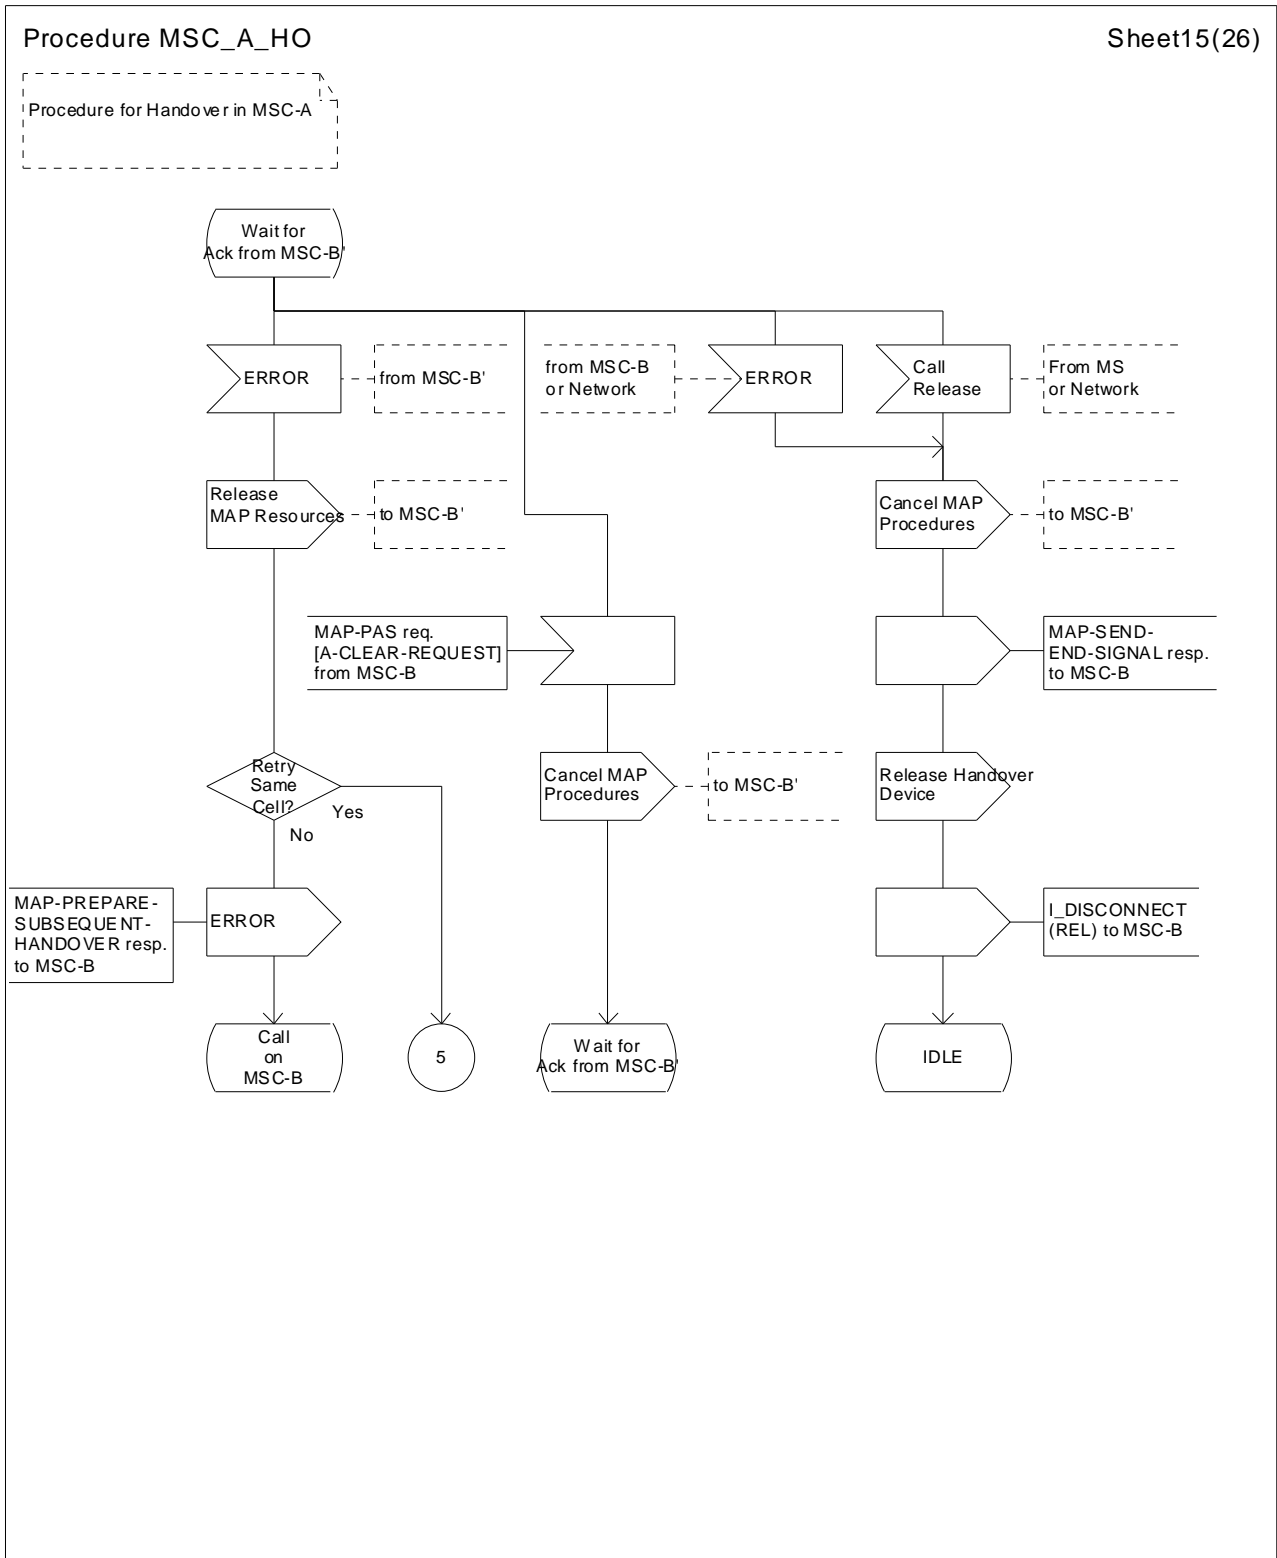 Procedure MSC_A_HO
Sheet15(26)
Procedure for Handover in MSC-A
Wait for
Ack from MSC-B'
ERROR
from MSC-B'
from MSC-B
or Network
ERROR
Call
Release
From MS
or Network
Release
MAP Resources
to MSC-B'
Cancel MAP
Procedures
to MSC-B'
MAP-PAS req.
[A-CLEAR-REQUEST]
from MSC-B
MAP-SEND-
END-SIGNAL resp.
to MSC-B
Retry
Same
Cell?
Yes
No
Cancel MAP
Procedures
to MSC-B'
Release Handover
Device
MAP-PREPARE-
SUBSEQUENT-
HANDOVER resp.
to MSC-B
ERROR
I_DISCONNECT
(REL) to MSC-B
Call
on
MSC-B
5
Wait for
Ack from MSC-B'
IDLE